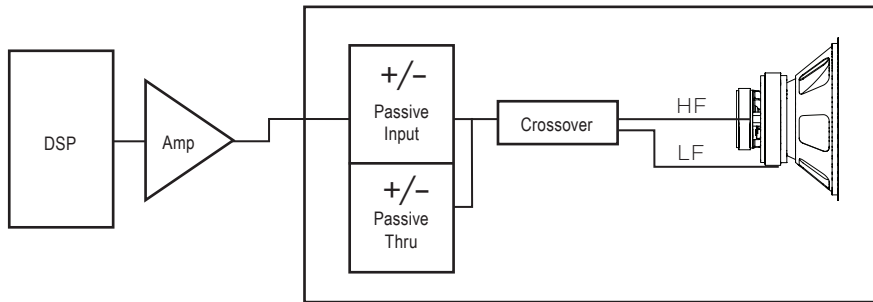 DSP
Amp
+/–
Passive
Input
+/–
Passive
Thru
Crossover
HF
LF